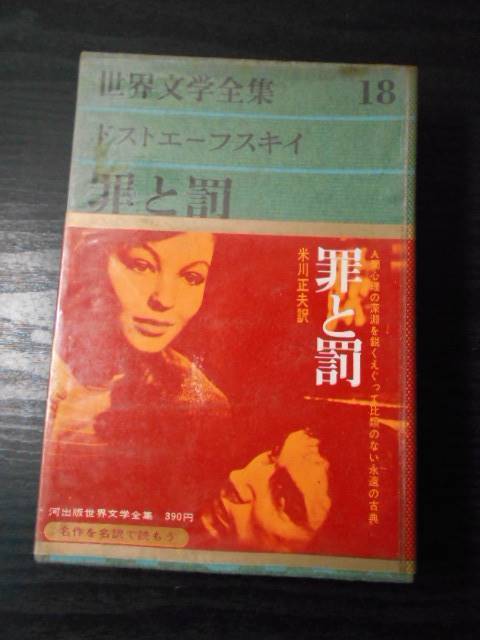 世界文学全集 18
ドストエーフスキイ
罪と罰
人間心理の深淵を鋭くえぐって比類のない永遠の古典
罪と罰
米川正夫訳
河出版世界文学全集 390円
名作を名訳で読もう